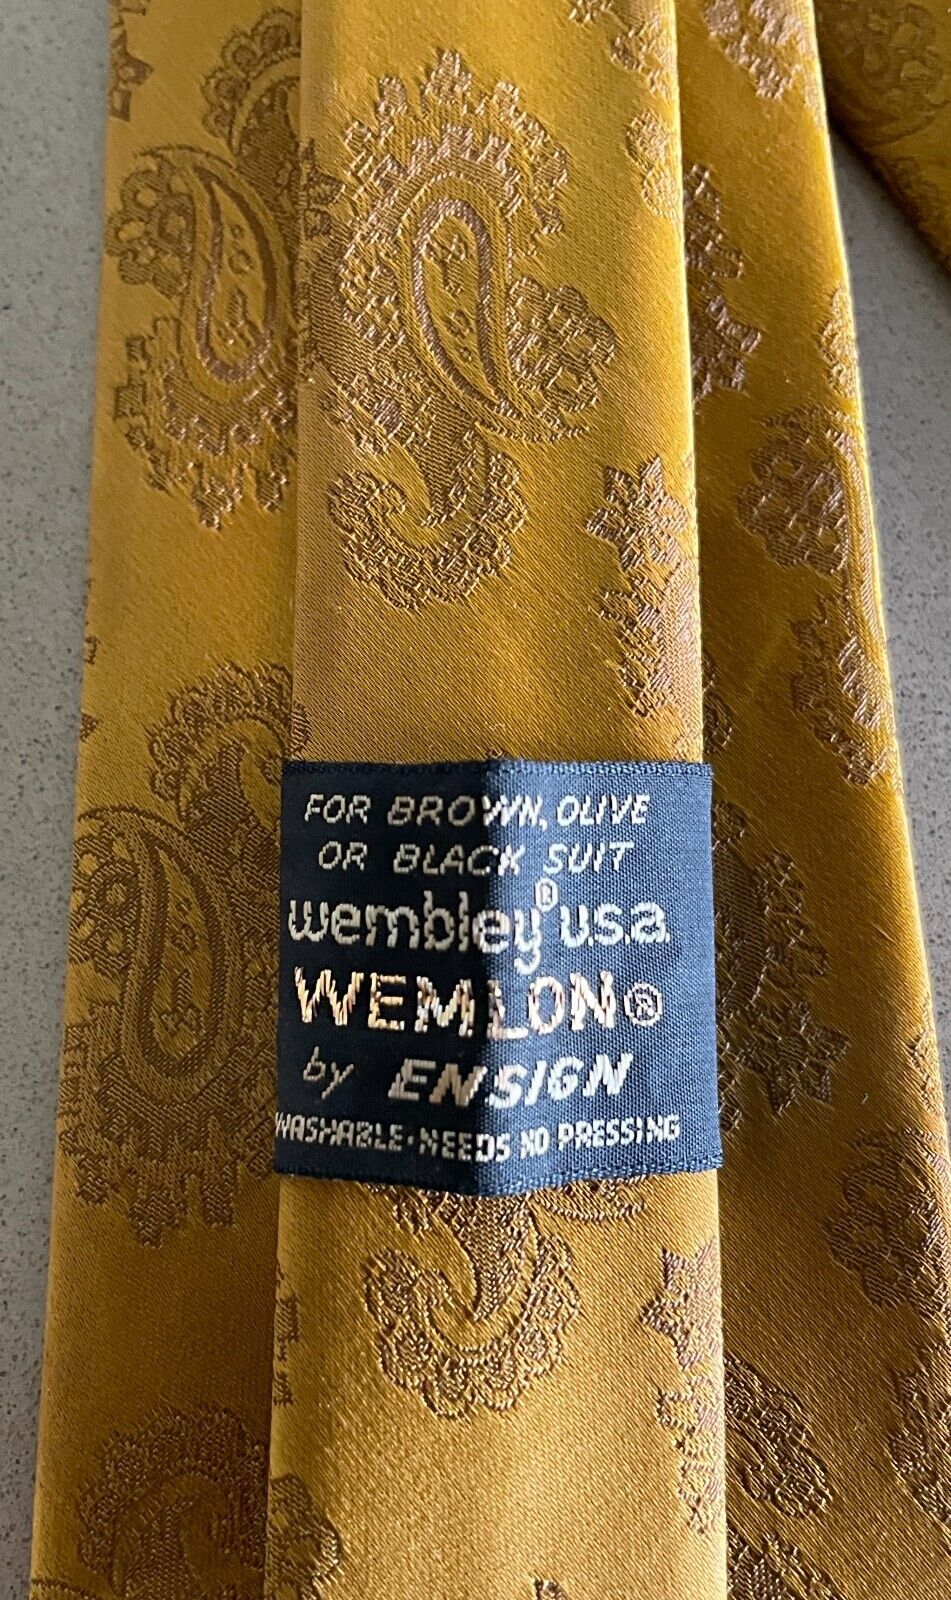 FOR BROWN, OLIVE
OR BLACK SUIT
wembley® u.s.a.
WEMLON®
by ENSIGN
WASHABLE·NEEDS NO PRESSING